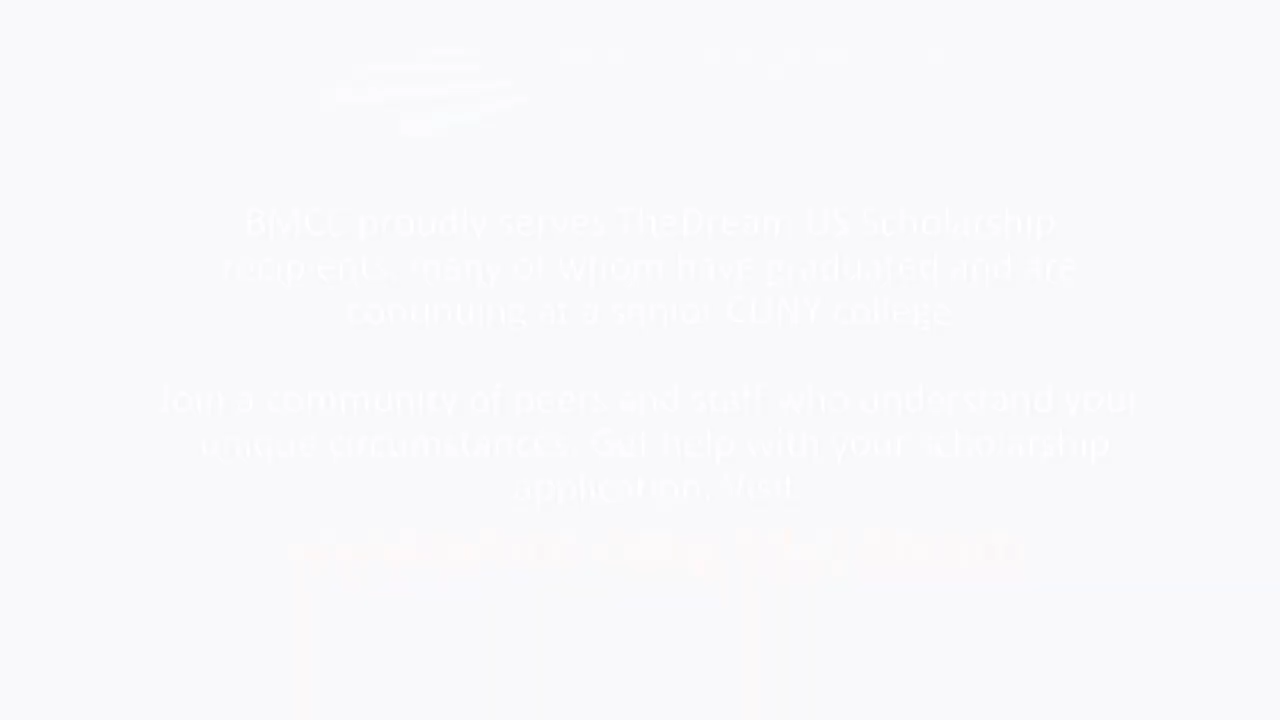 BMCC proudly serves TheDream.US Scholarship
recipients, many of whom have graduated and are
continuing at a senior CUNY college.
Join a community of peers and staff who understand your
unique circumstances. Get help with your scholarship
application. Visit